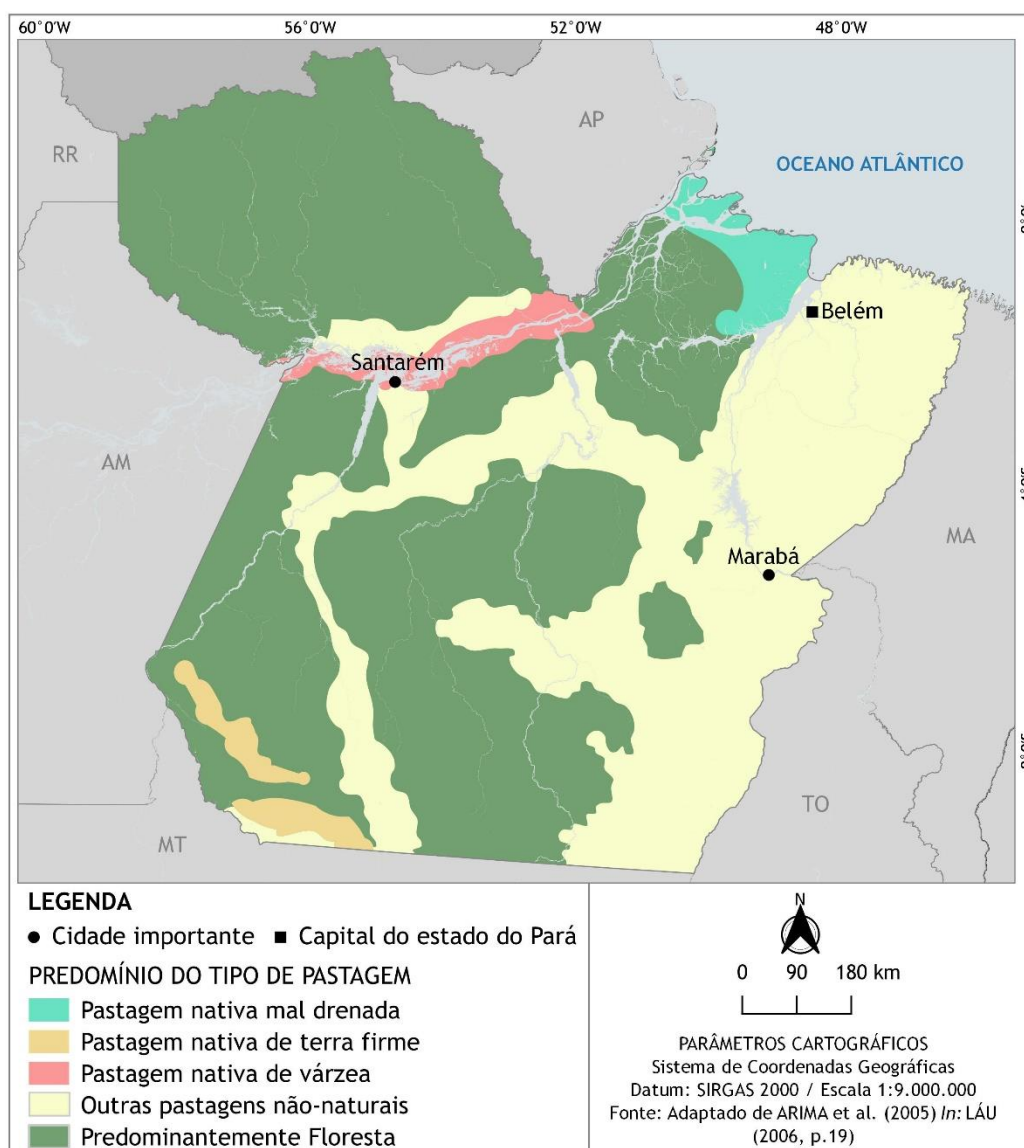 60°0'0"W 56°0'0"W 52°0'0"W 48°0'0"W
RR
AP
OCEANO ATLÂNTICO
Belém
Santarém
AM
MA
Marabá
TO
MT
LEGENDA
Cidade importante Capital do estado do Pará
PREDOMÍNIO DO TIPO DE PASTAGEM
Pastagem nativa mal drenada
Pastagem nativa de terra firme
Pastagem nativa de várzea
Outras pastagens não-naturais
Predominantemente Floresta
N
0 90 180 km
PARÂMETROS CARTOGRÁFICOS
Sistema de Coordenadas Geográficas
Datum: SIRGAS 2000 / Escala 1:9.000.000
Fonte: Adaptado de ARIMA et al. (2005) In: LÁU
(2006, p.19)